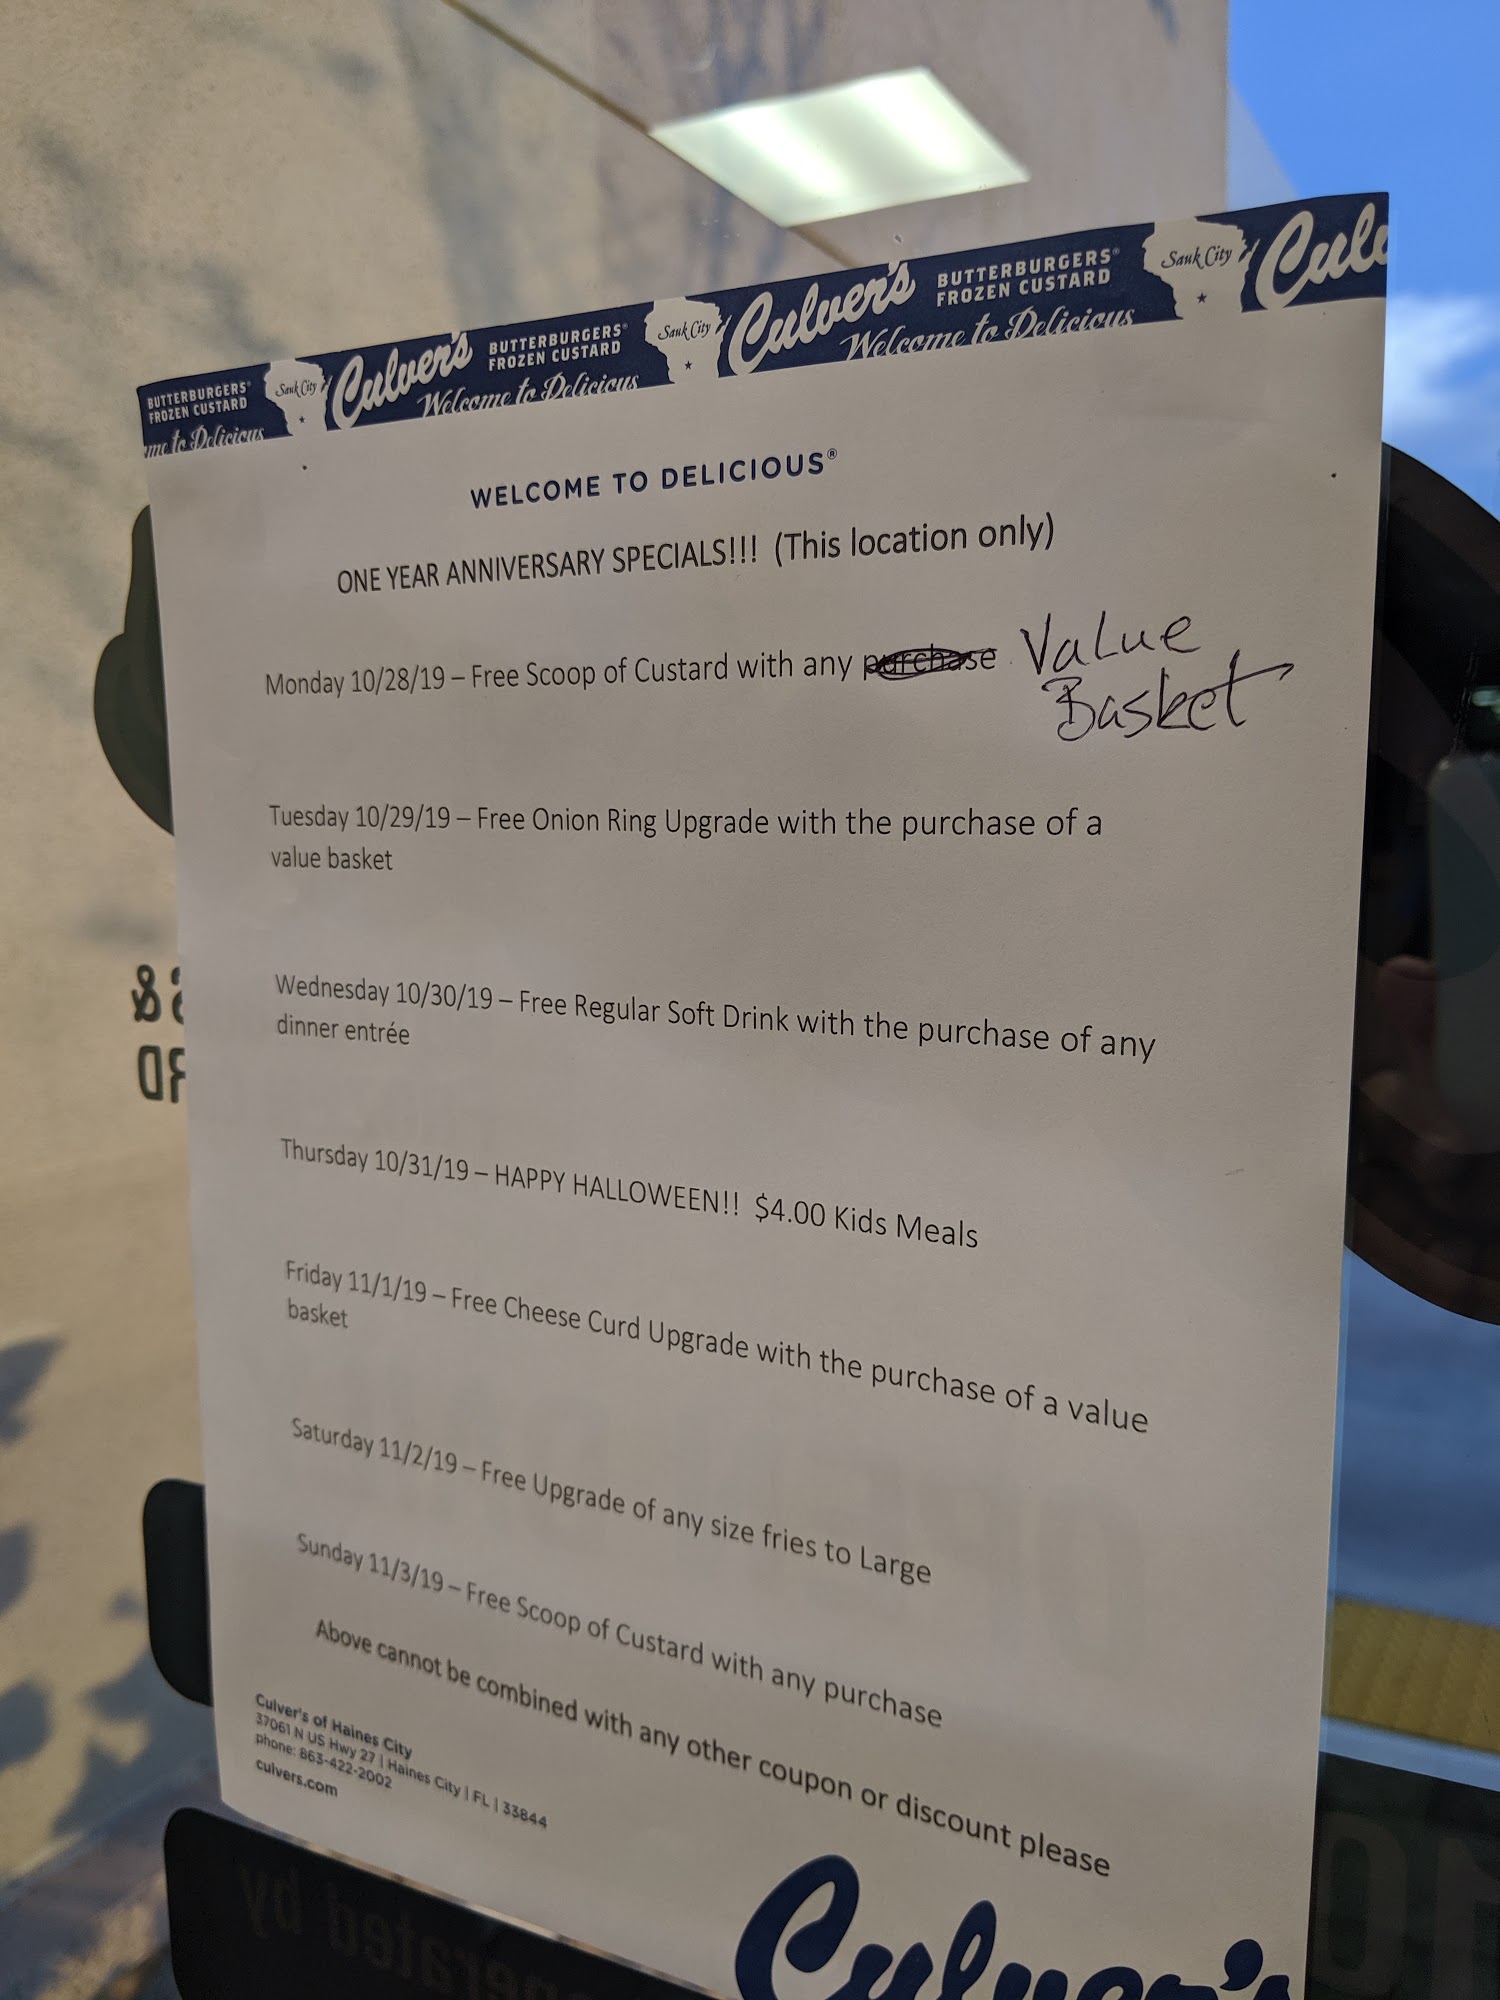 BUTTERBURGERS® FROZEN CUSTARD
me to Delicious
Sauk City
Culver's
BUTTERBURGERS® FROZEN CUSTARD
Welcome to Delicious
Sauk City
Culver's
BUTTERBURGERS® FROZEN CUSTARD
Welcome to Delicious
Sauk City
Culv
WELCOME TO DELICIOUS®
ONE YEAR ANNIVERSARY SPECIALS!!! (This location only)
Monday 10/28/19 – Free Scoop of Custard with any purchase Value
Basket
Tuesday 10/29/19 – Free Onion Ring Upgrade with the purchase of a
value basket
Wednesday 10/30/19 – Free Regular Soft Drink with the purchase of any
dinner entrée
Thursday 10/31/19 – HAPPY HALLOWEEN!! $4.00 Kids Meals
Friday 11/1/19 – Free Cheese Curd Upgrade with the purchase of a value
basket
Saturday 11/2/19 – Free Upgrade of any size fries to Large
Sunday 11/3/19 – Free Scoop of Custard with any purchase
Above cannot be combined with any other coupon or discount please
Culver's of Haines City
37061 N US Hwy 27 | Haines City | FL | 33844
phone: 863-422-2002
culvers.com
Culver's